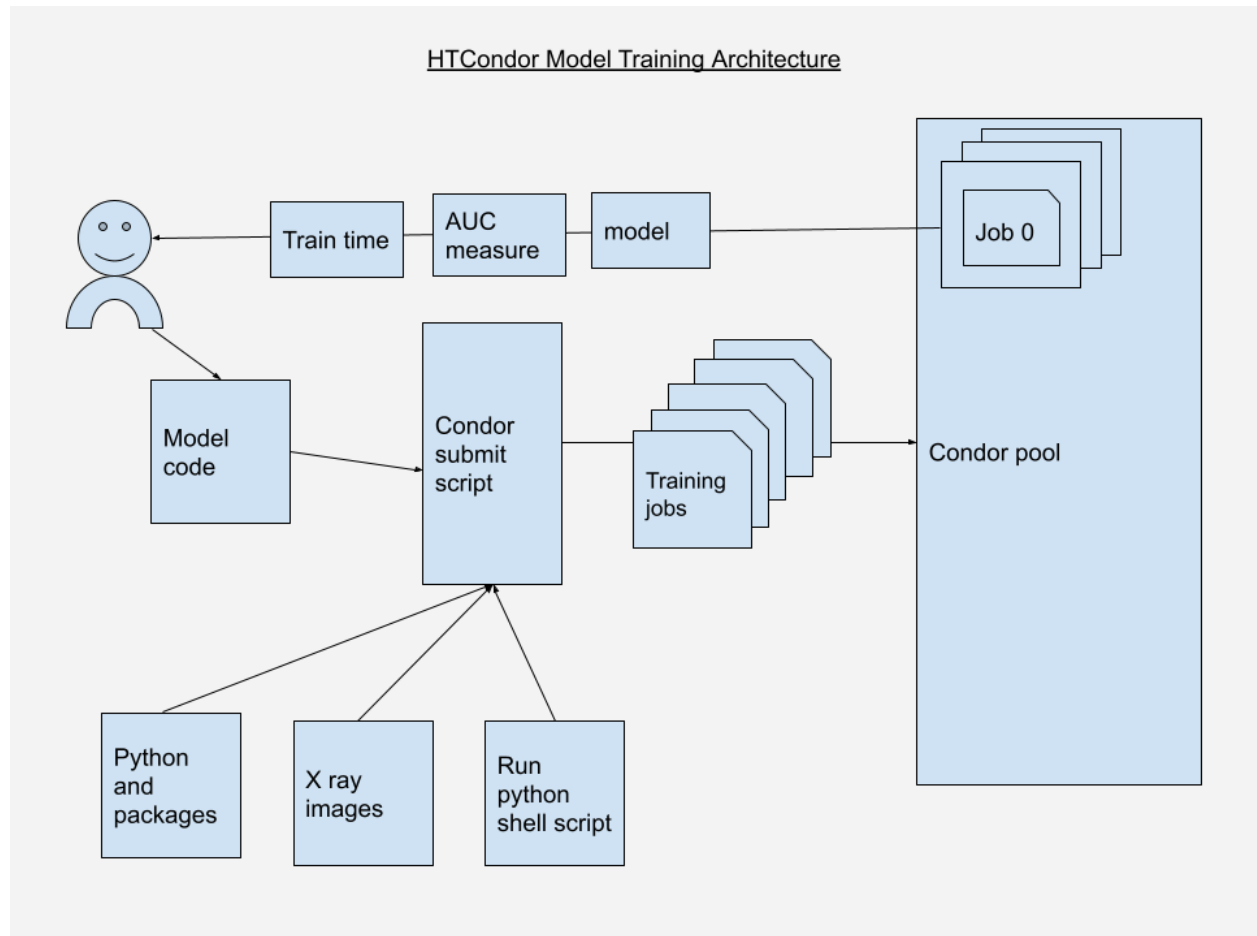 HTCondor Model Training Architecture
Train time
AUC
measure
model
Job 0
Model
code
Condor
submit
script
Training
jobs
Condor pool
Python
and
packages
X ray
images
Run
python
shell script